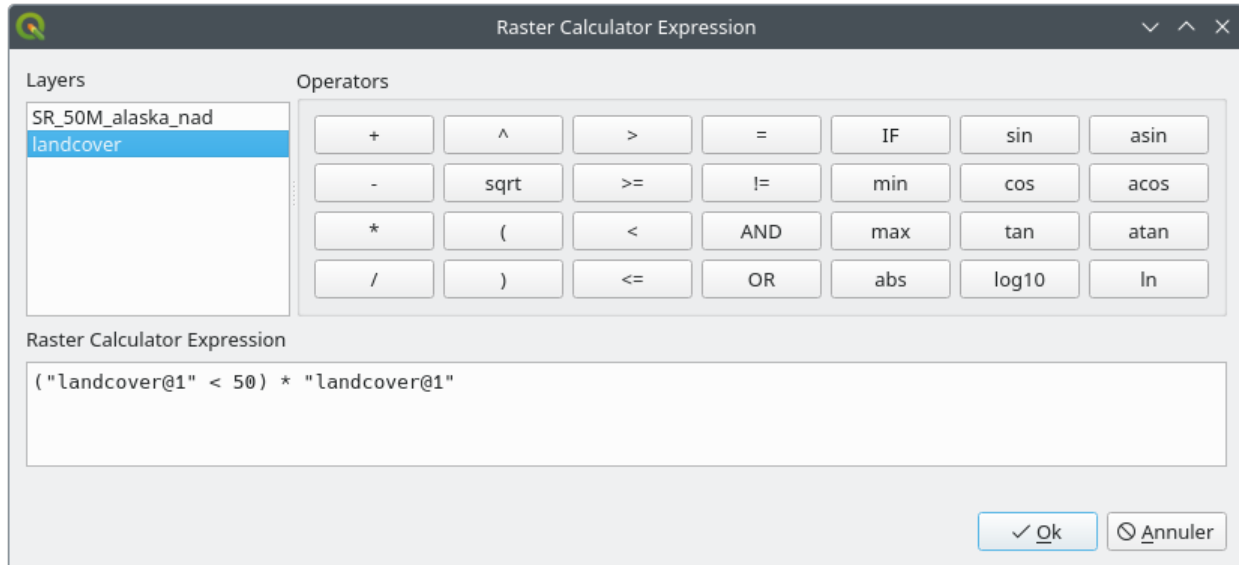 Raster Calculator Expression
Layers
Operators
SR_50M_alaska_nad
landcover
+ ^ > = IF sin asin
- sqrt >= != min cos acos
* ( < AND max tan atan
/ ) <= OR abs log10 ln
Raster Calculator Expression
("landcover@1" < 50) * "landcover@1"
Ok Annuler